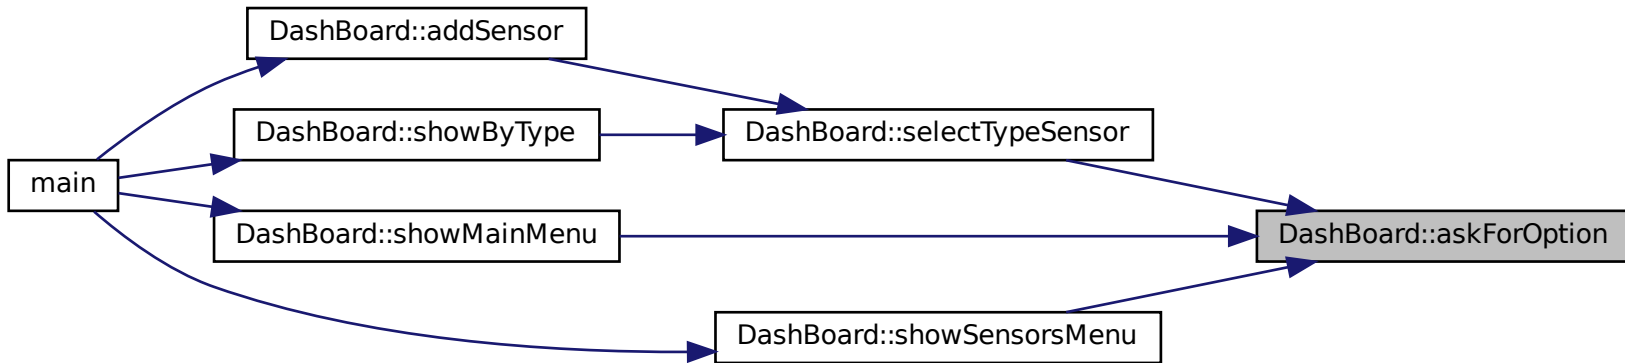 DashBoard::addSensor
DashBoard::showByType
DashBoard::selectTypeSensor
main
DashBoard::showMainMenu
DashBoard::askForOption
DashBoard::showSensorsMenu